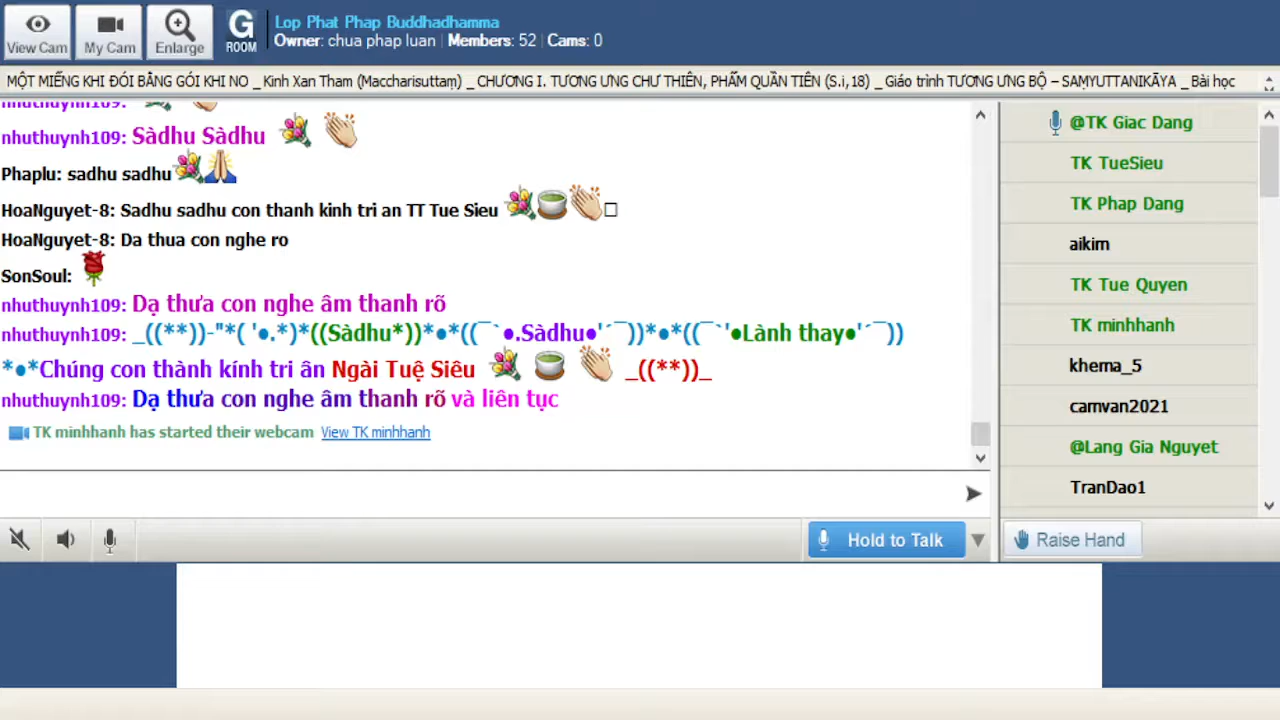 View Cam
My Cam
Enlarge
G
ROOM
Lop Phat Phap Buddhadhamma
Owner: chua phap luan | Members: 52 | Cams: 0
MỘT MIẾNG KHI ĐÓI BẰNG GÓI KHI NO _ Kinh Xan Tham (Maccharisuttaṃ) _ CHƯƠNG I. TƯƠNG ƯNG CHƯ THIÊN, PHẨM QUẦN TIÊN (S.i,18) _ Giáo trình TƯƠNG ƯNG BỘ – SAṂYUTTANIKĀYA _ Bài học
nhuthuynh109:
nhuthuynh109: Sàdhu Sàdhu
Phaplu: sadhu sadhu
HoaNguyet-8: Sadhu sadhu con thanh kinh tri an TT Tue Sieu
HoaNguyet-8: Da thua con nghe ro
SonSoul:
nhuthuynh109: Dạ thưa con nghe âm thanh rõ
nhuthuynh109: _((**))-"*( '●.*)*((Sàdhu*))*●*((¯`●.Sàdhu●'´¯))*●*((¯`'●Lành thay●'´¯))
*●*Chúng con thành kính tri ân Ngài Tuệ Siêu _((**))_
nhuthuynh109: Dạ thưa con nghe âm thanh rõ và liên tục
TK minhhanh has started their webcam View TK minhhanh
@TK Giac Dang
TK TueSieu
TK Phap Dang
aikim
TK Tue Quyen
TK minhhanh
khema_5
camvan2021
@Lang Gia Nguyet
TranDao1
Hold to Talk
Raise Hand